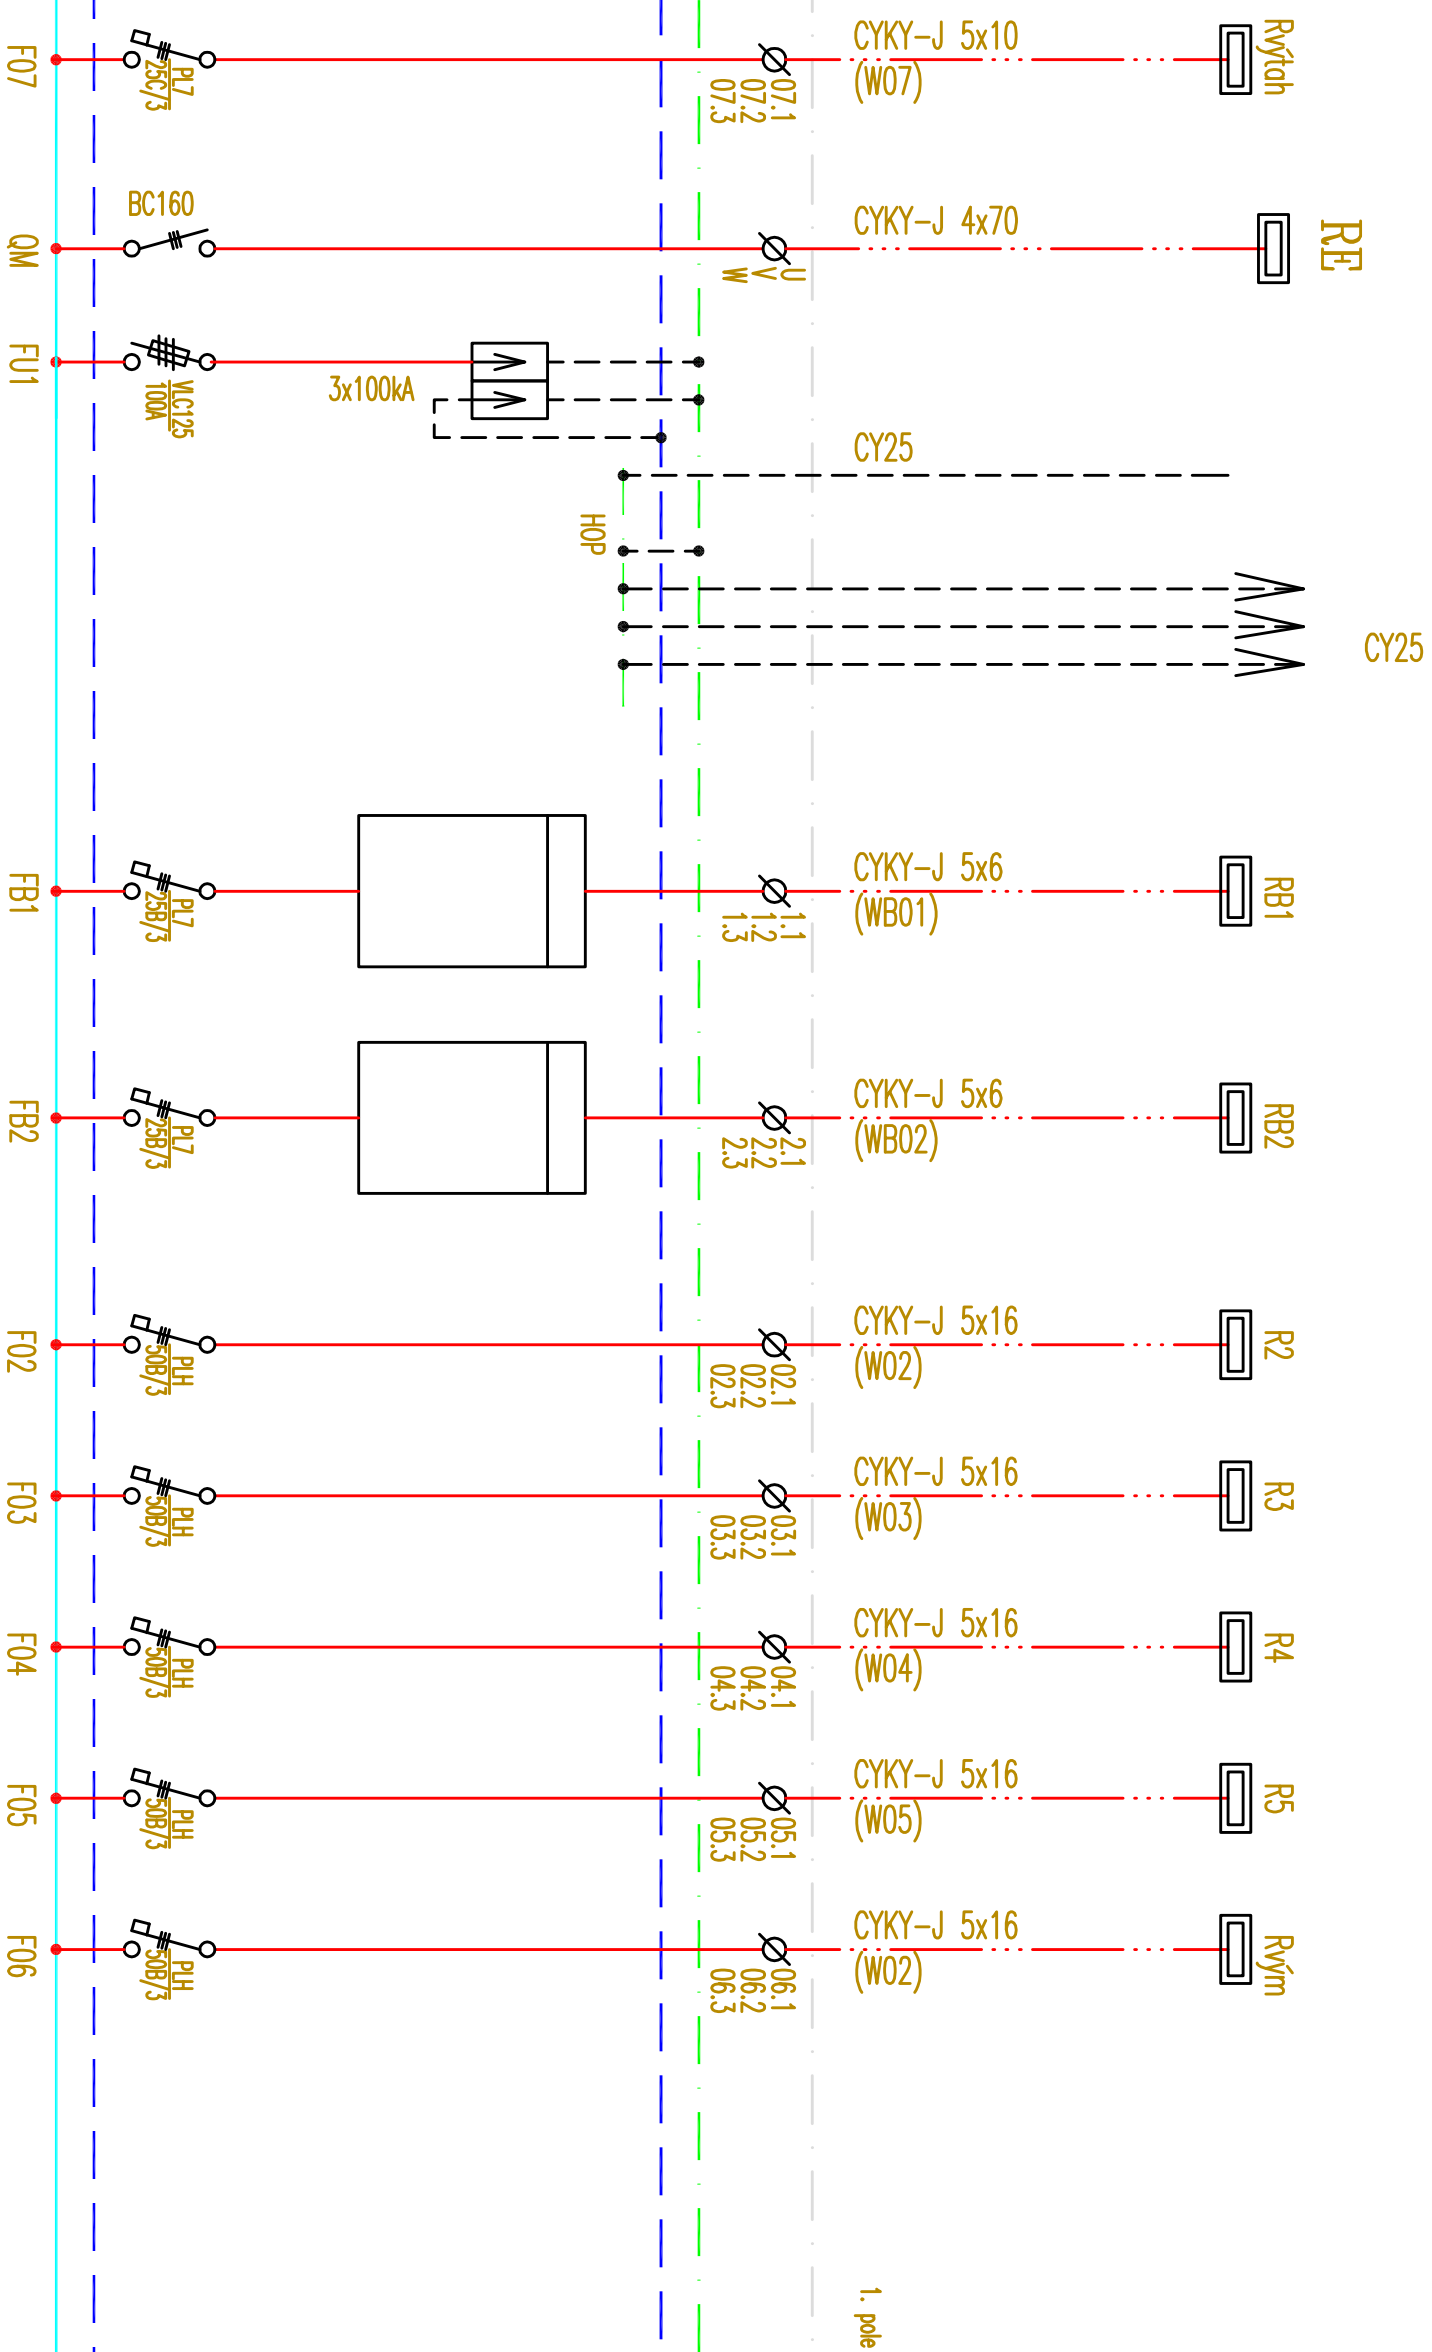 F07
PL7
25C/3
07.1
07.2
07.3
CYKY-J 5x10
(W07)
Rvýtah
QM
BC160
U
V
W
CYKY-J 4x70
RE
FU1
VLC125
100A
3x100kA
CY25
HOP
CY25
FB1
PL7
25B/3
1.1
1.2
1.3
CYKY-J 5x6
(WB01)
RB1
FB2
PL7
25B/3
2.1
2.2
2.3
CYKY-J 5x6
(WB02)
RB2
F02
PLH
50B/3
02.1
02.2
02.3
CYKY-J 5x16
(W02)
R2
F03
PLH
50B/3
03.1
03.2
03.3
CYKY-J 5x16
(W03)
R3
F04
PLH
50B/3
04.1
04.2
04.3
CYKY-J 5x16
(W04)
R4
F05
PLH
50B/3
05.1
05.2
05.3
CYKY-J 5x16
(W05)
R5
F06
PLH
50B/3
06.1
06.2
06.3
CYKY-J 5x16
(W02)
Rvým
1. pole